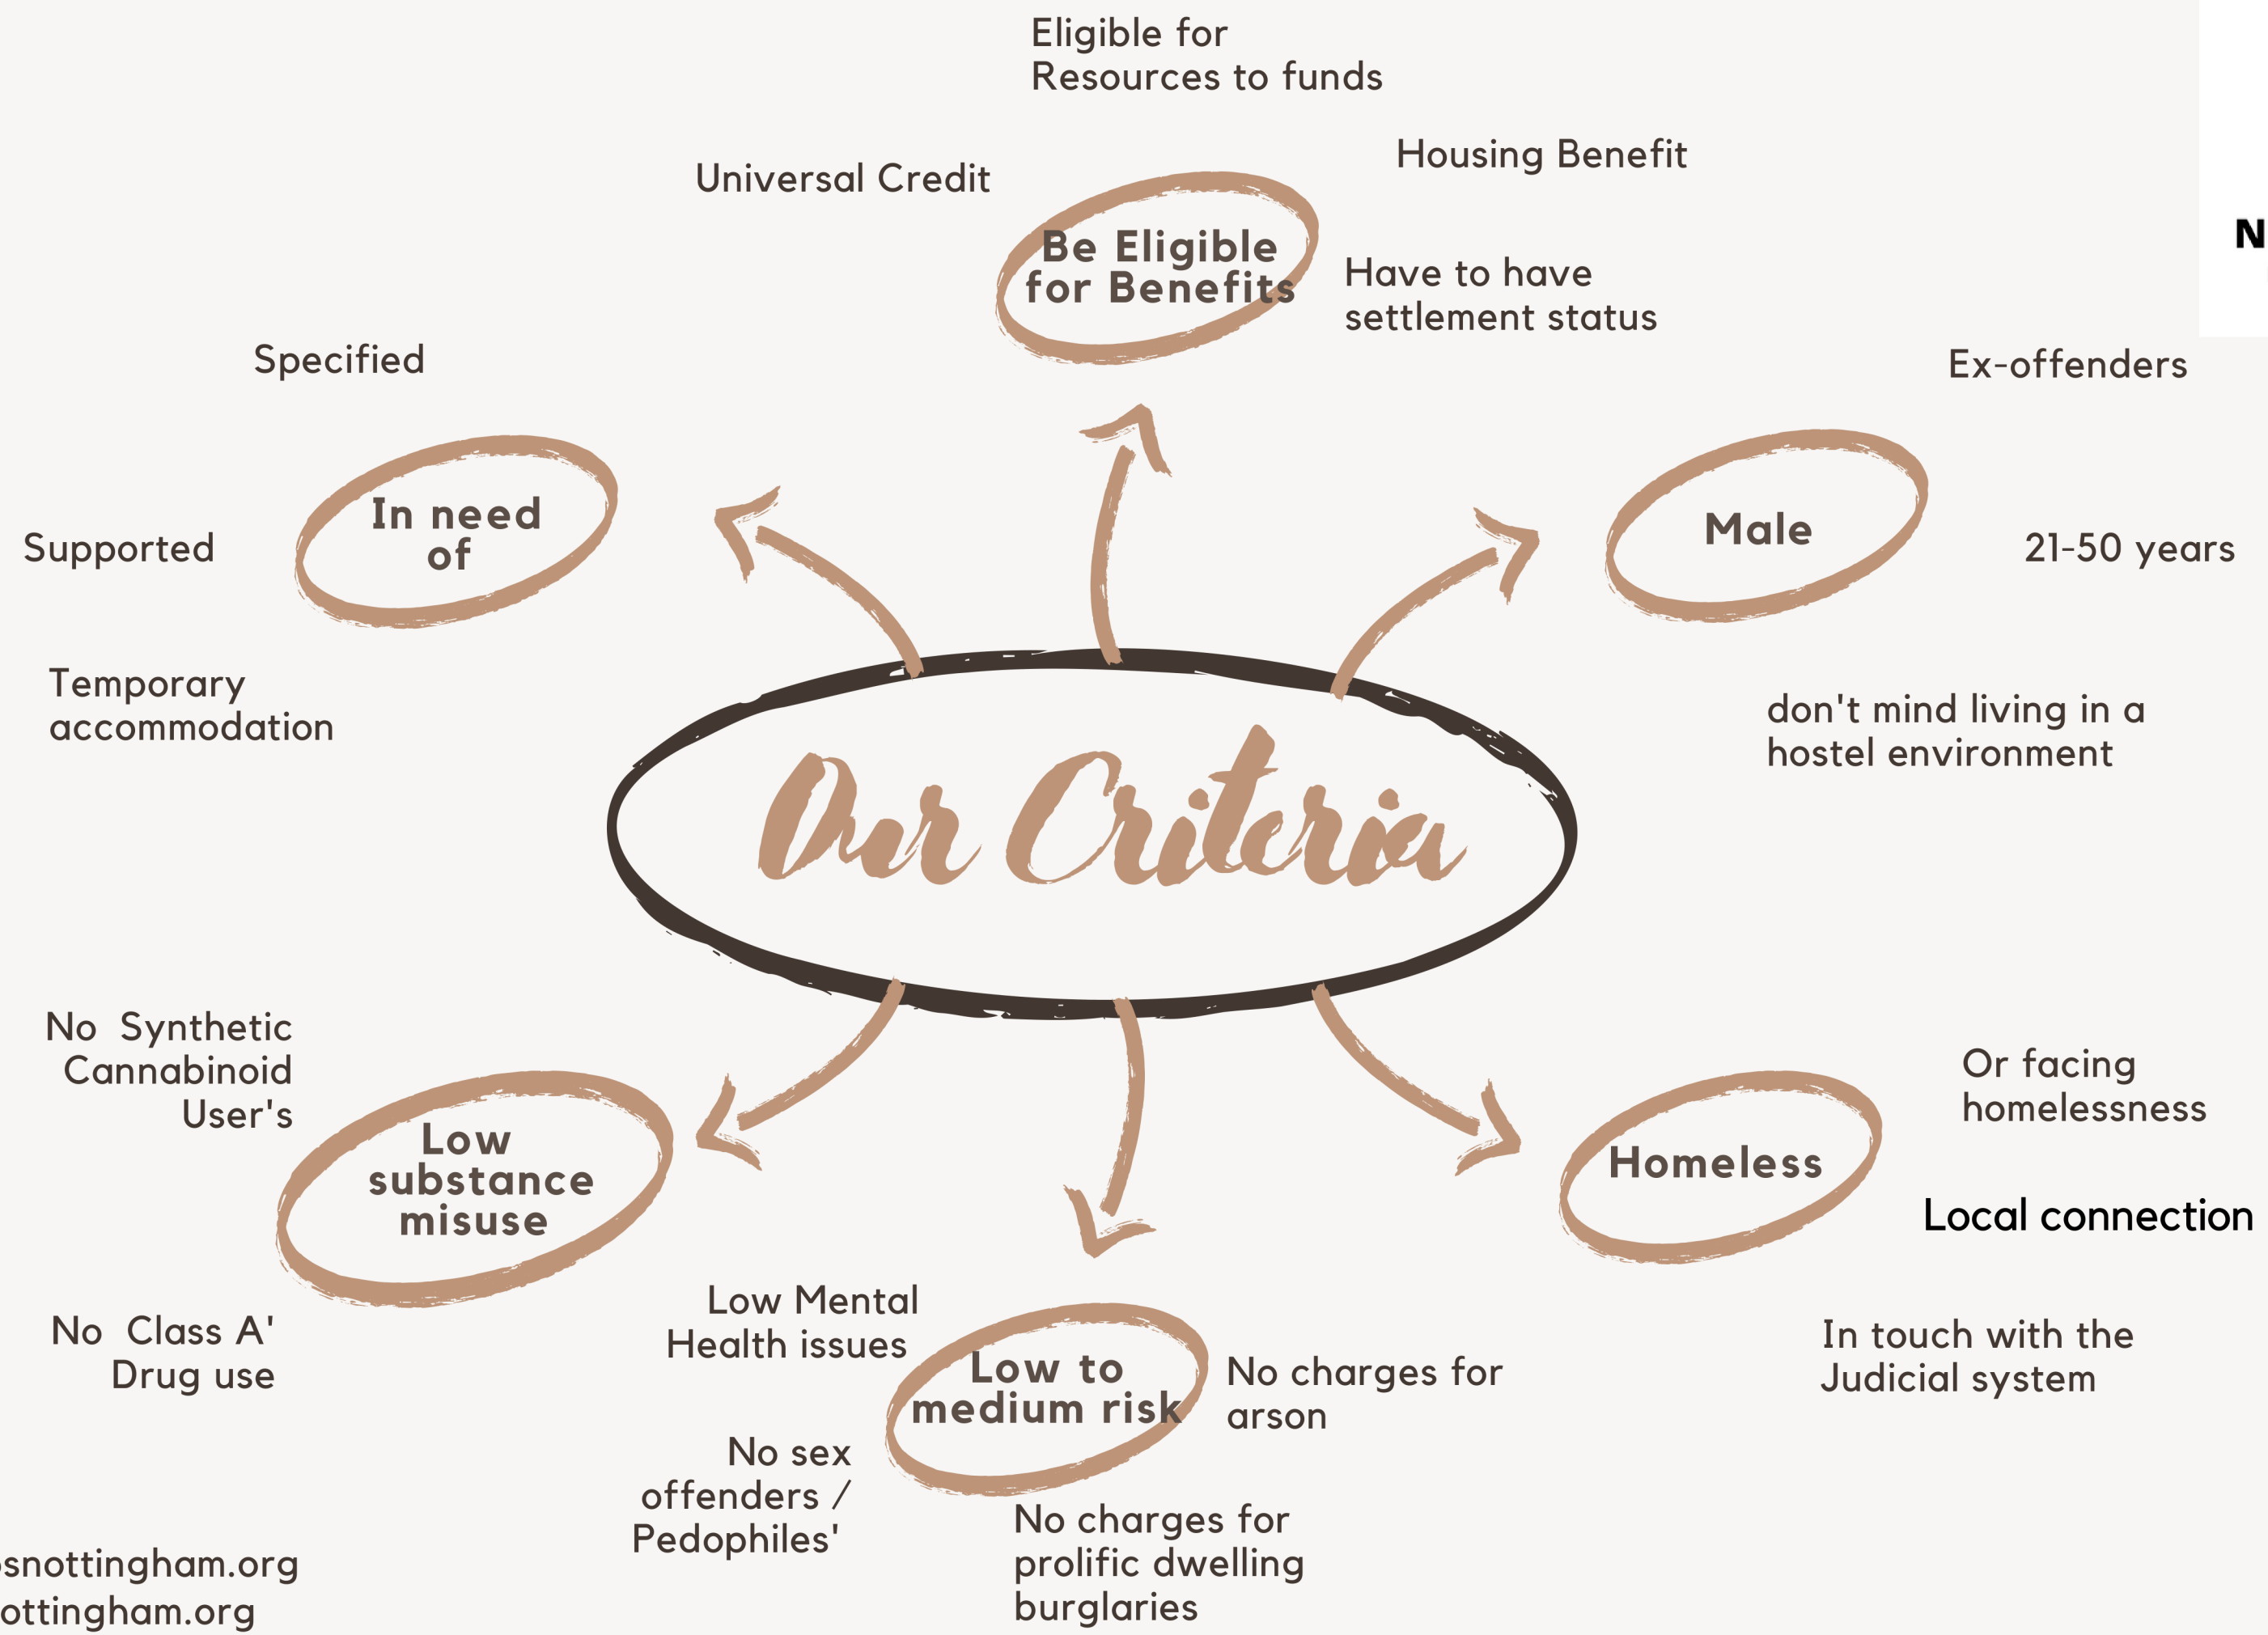 Eligible for
Resources to funds
Universal Credit
Housing Benefit
Be Eligible
for Benefits
Have to have
settlement status
N
Specified
In need
of
Supported
Temporary
accommodation
Ex-offenders
Male
21-50 years
don't mind living in a
hostel environment
Our Criteria
No Synthetic
Cannabinoid
User's
Low
substance
misuse
No Class A'
Drug use
Low Mental
Health issues
Low to
medium risk
No charges for
arson
No sex
offenders /
Pedophiles'
No charges for
prolific dwelling
burglaries
Or facing
homelessness
Homeless
Local connection
In touch with the
Judicial system
snottingham.org
ottingham.org